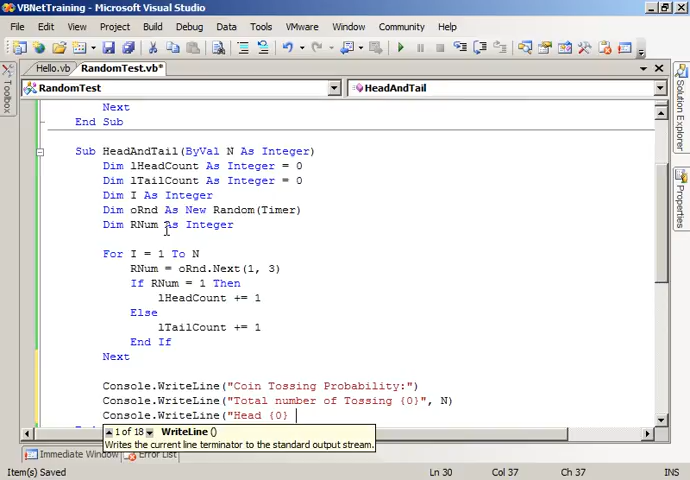 VBNetTraining - Microsoft Visual Studio
File Edit View Project Build Debug Data Tools VMware Window Community Help
Hello.vb RandomTest.vb*
RandomTest HeadAndTail
Next
End Sub
Sub HeadAndTail(ByVal N As Integer)
Dim lHeadCount As Integer = 0
Dim lTailCount As Integer = 0
Dim I As Integer
Dim oRnd As New Random(Timer)
Dim RNum As Integer
For I = 1 To N
RNum = oRnd.Next(1, 3)
If RNum = 1 Then
lHeadCount += 1
Else
lTailCount += 1
End If
Next
Console.WriteLine("Coin Tossing Probability:")
Console.WriteLine("Total number of Tossing {0}", N)
Console.WriteLine("Head {0}
1 of 18 WriteLine ()
Writes the current line terminator to the standard output stream.
Immediate Window Error List
Item(s) Saved Ln 30 Col 37 Ch 37 INS
Toolbox
Solution Explorer
Properties